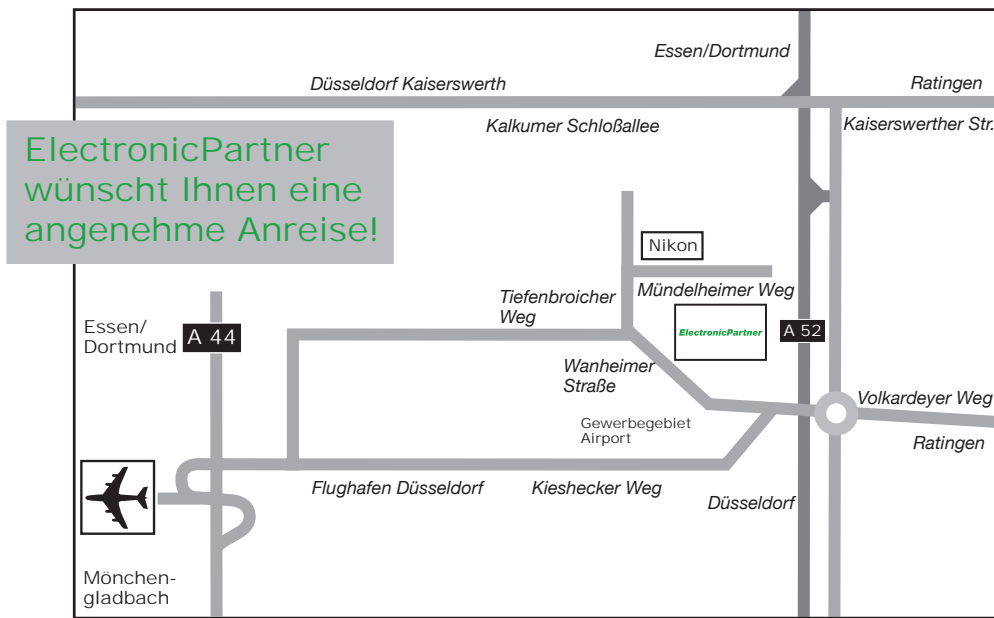 Essen/Dortmund
Düsseldorf Kaiserswerth
Ratingen
Kalkumer Schloßallee
Kaiserswerther Str.
ElectronicPartner
wünscht Ihnen eine
angenehme Anreise!
Nikon
Mündelheimer Weg
Tiefenbroicher
Weg
Essen/
Dortmund
A 44
ElectronicPartner
A 52
Wanheimer
Straße
Volkardeyer Weg
Gewerbegebiet
Airport
Ratingen
Flughafen Düsseldorf
Kieshecker Weg
Düsseldorf
Mönchen-
gladbach